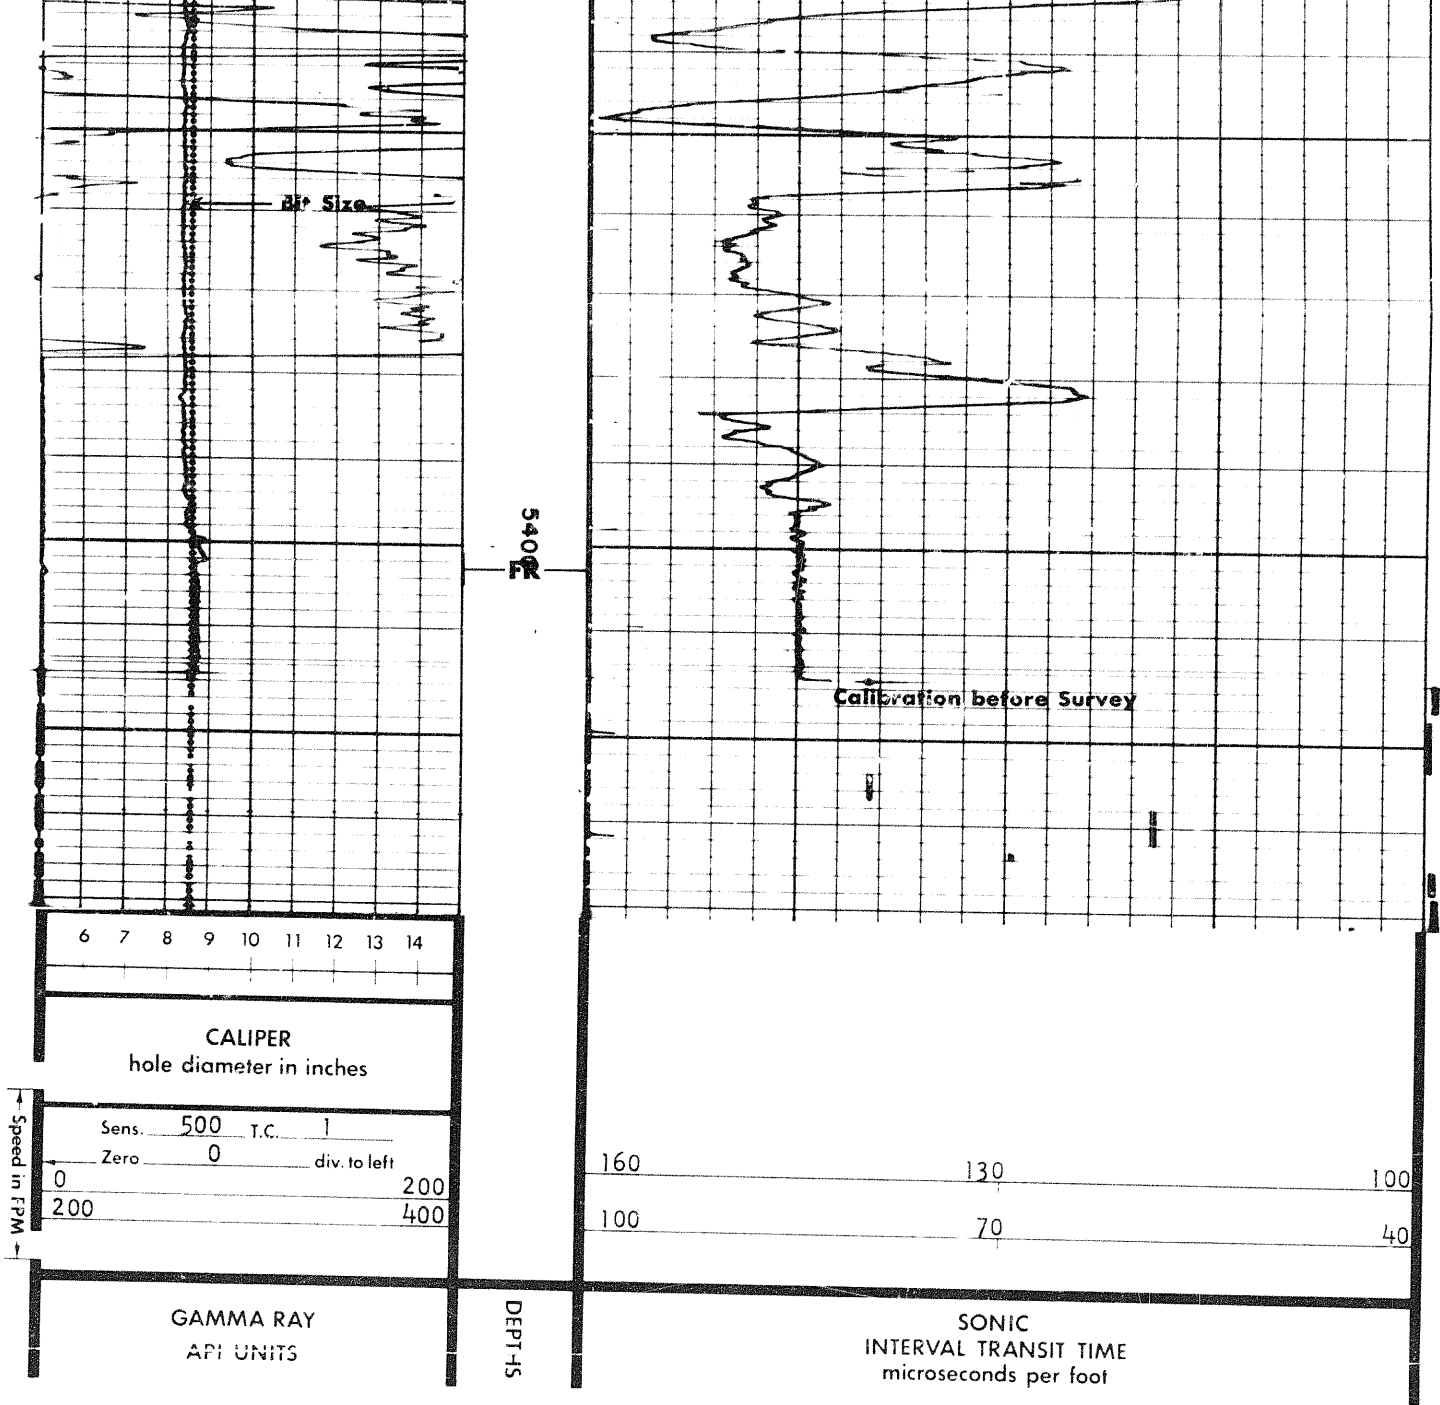 Bit Size
5400
FR
Calibration before Survey
6 7 8 9 10 11 12 13 14
CALIPER
hole diameter in inches
Speed in FPM
Sens. 500 T.C. 1
Zero 0 div. to left
0 200
200 400
160 130 100
100 70 40
GAMMA RAY
API UNITS
DEPTHS
SONIC
INTERVAL TRANSIT TIME
microseconds per foot